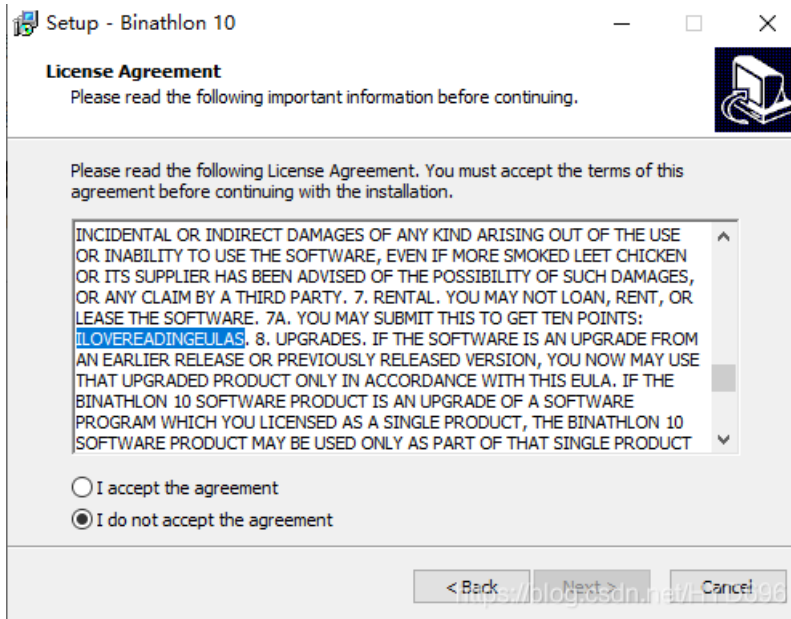 Setup - Binathlon 10
License Agreement
Please read the following important information before continuing.
Please read the following License Agreement. You must accept the terms of this
agreement before continuing with the installation.
INCIDENTAL OR INDIRECT DAMAGES OF ANY KIND ARISING OUT OF THE USE
OR INABILITY TO USE THE SOFTWARE, EVEN IF MORE SMOKED LEET CHICKEN
OR ITS SUPPLIER HAS BEEN ADVISED OF THE POSSIBILITY OF SUCH DAMAGES,
OR ANY CLAIM BY A THIRD PARTY. 7. RENTAL. YOU MAY NOT LOAN, RENT, OR
LEASE THE SOFTWARE. 7A. YOU MAY SUBMIT THIS TO GET TEN POINTS:
ILOVEREADINGEULAS. 8. UPGRADES. IF THE SOFTWARE IS AN UPGRADE FROM
AN EARLIER RELEASE OR PREVIOUSLY RELEASED VERSION, YOU NOW MAY USE
THAT UPGRADED PRODUCT ONLY IN ACCORDANCE WITH THIS EULA. IF THE
BINATHLON 10 SOFTWARE PRODUCT IS AN UPGRADE OF A SOFTWARE
PROGRAM WHICH YOU LICENSED AS A SINGLE PRODUCT, THE BINATHLON 10
SOFTWARE PRODUCT MAY BE USED ONLY AS PART OF THAT SINGLE PRODUCT
I accept the agreement
I do not accept the agreement
< Back Next > Cancel